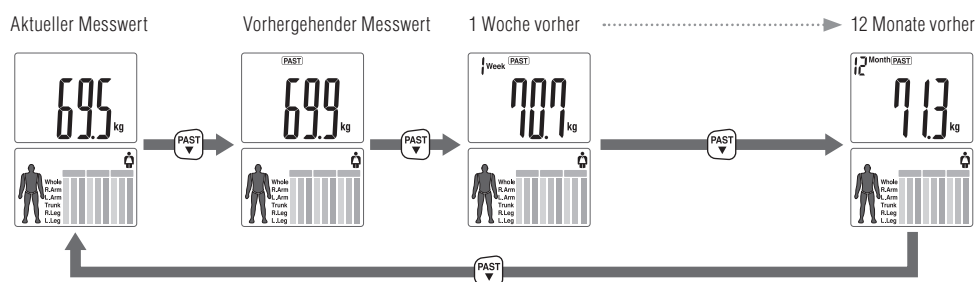 Aktueller Messwert
Vorhergehender Messwert
1 Woche vorher
12 Monate vorher
69.5 kg
PAST
69.9 kg
1 Week PAST
70.7 kg
12 Month PAST
71.3 kg
PAST
PAST
PAST
Whole
R.Arm
L.Arm
Trunk
R.Leg
L.Leg
Whole
R.Arm
L.Arm
Trunk
R.Leg
L.Leg
Whole
R.Arm
L.Arm
Trunk
R.Leg
L.Leg
Whole
R.Arm
L.Arm
Trunk
R.Leg
L.Leg
PAST